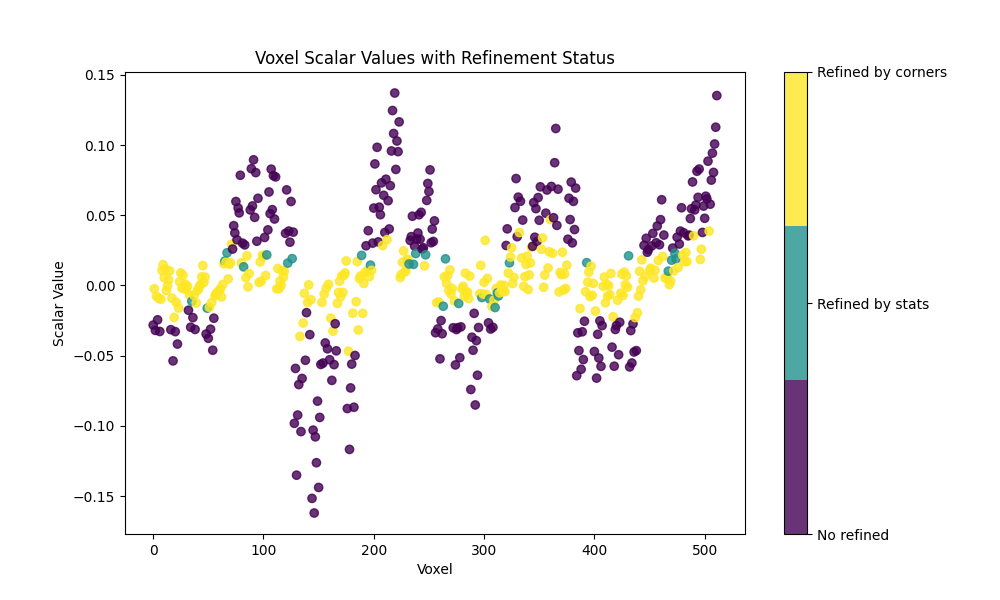 Voxel Scalar Values with Refinement Status
Scalar Value
0.15
0.10
0.05
0.00
−0.05
−0.10
−0.15
0
100
200
300
400
500
Voxel
Refined by corners
Refined by stats
No refined